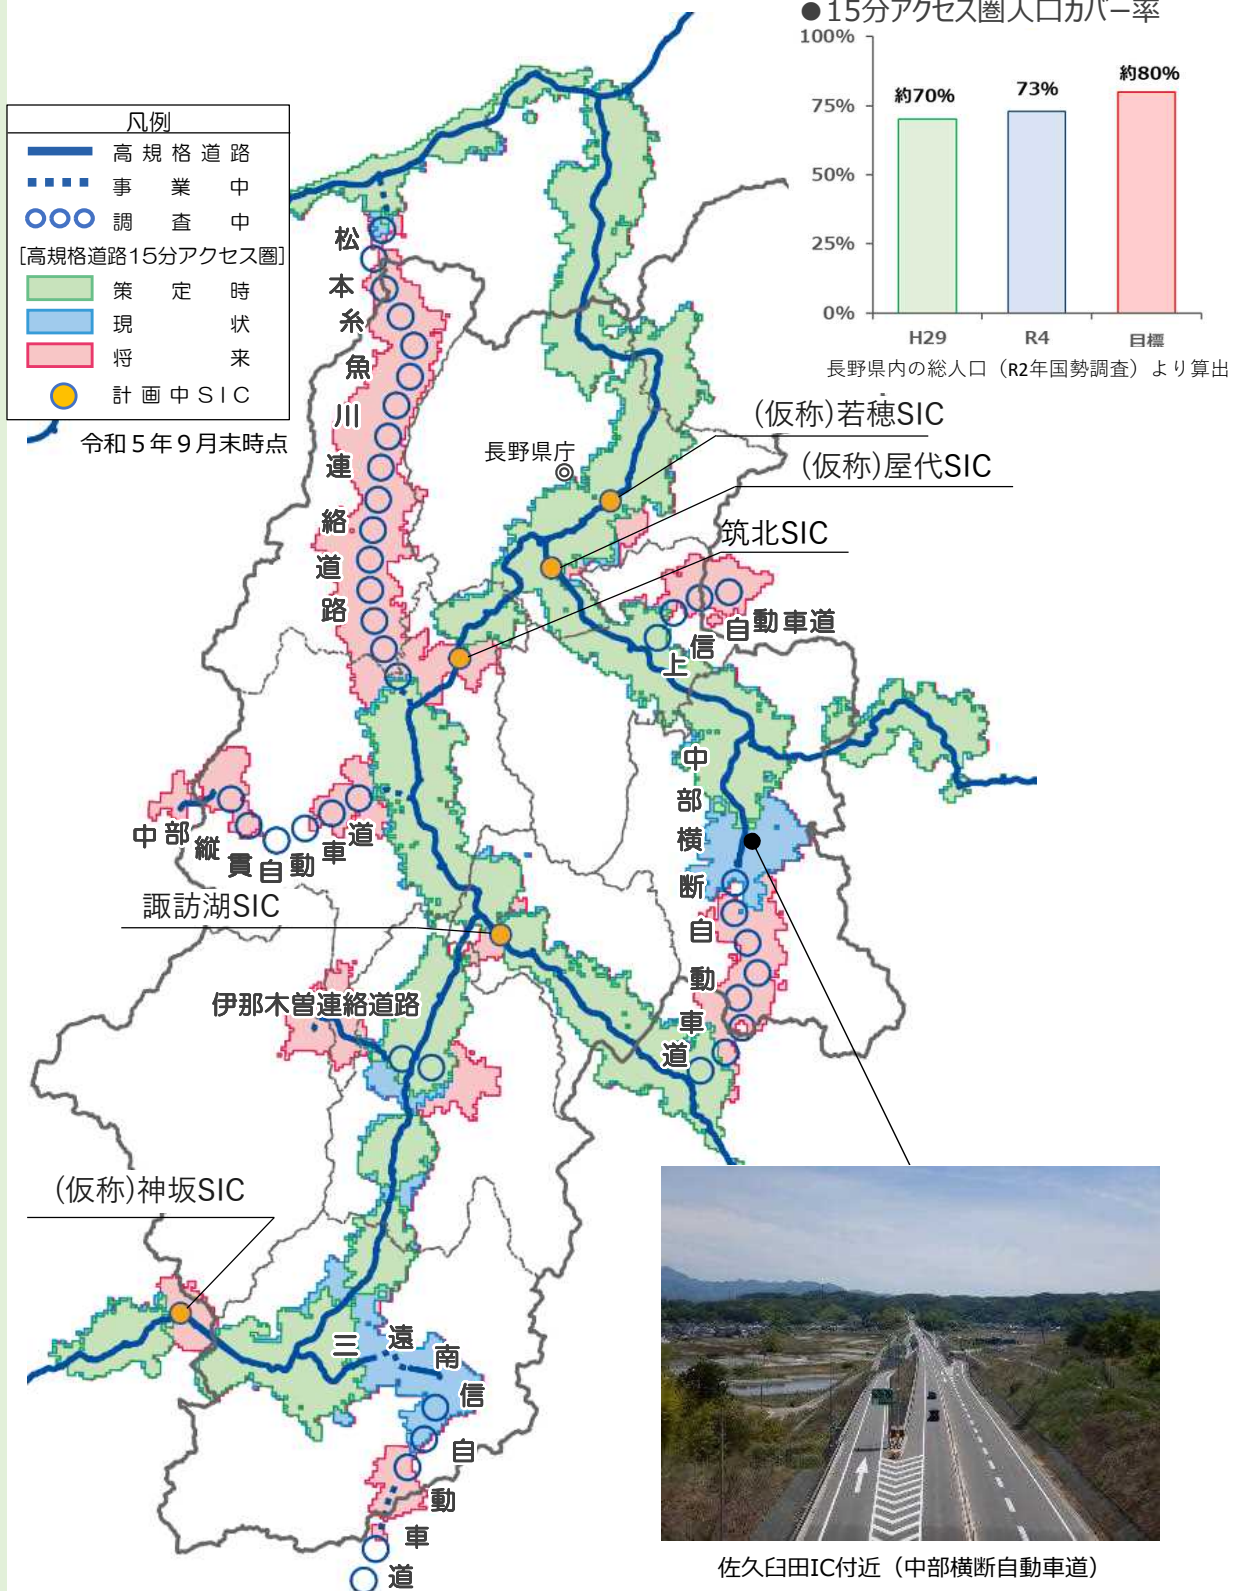 ●15分アクセス圏人口カバー率
100%
75%
50%
25%
0%
約70%
73%
約80%
H29
R4
目標
長野県内の総人口（R2年国勢調査）より算出
凡例
高規格道路
事業中
調査中
[高規格道路15分アクセス圏]
策定時
現状
将来
計画中SIC
令和5年9月末時点
松本糸魚川連絡道路
長野県庁
(仮称)若穂SIC
(仮称)屋代SIC
筑北SIC
上信自動車道
中部横断自動車道
中部縦貫自動車道
諏訪湖SIC
伊那木曽連絡道路
(仮称)神坂SIC
三遠南信自動車道
佐久臼田IC付近（中部横断自動車道）